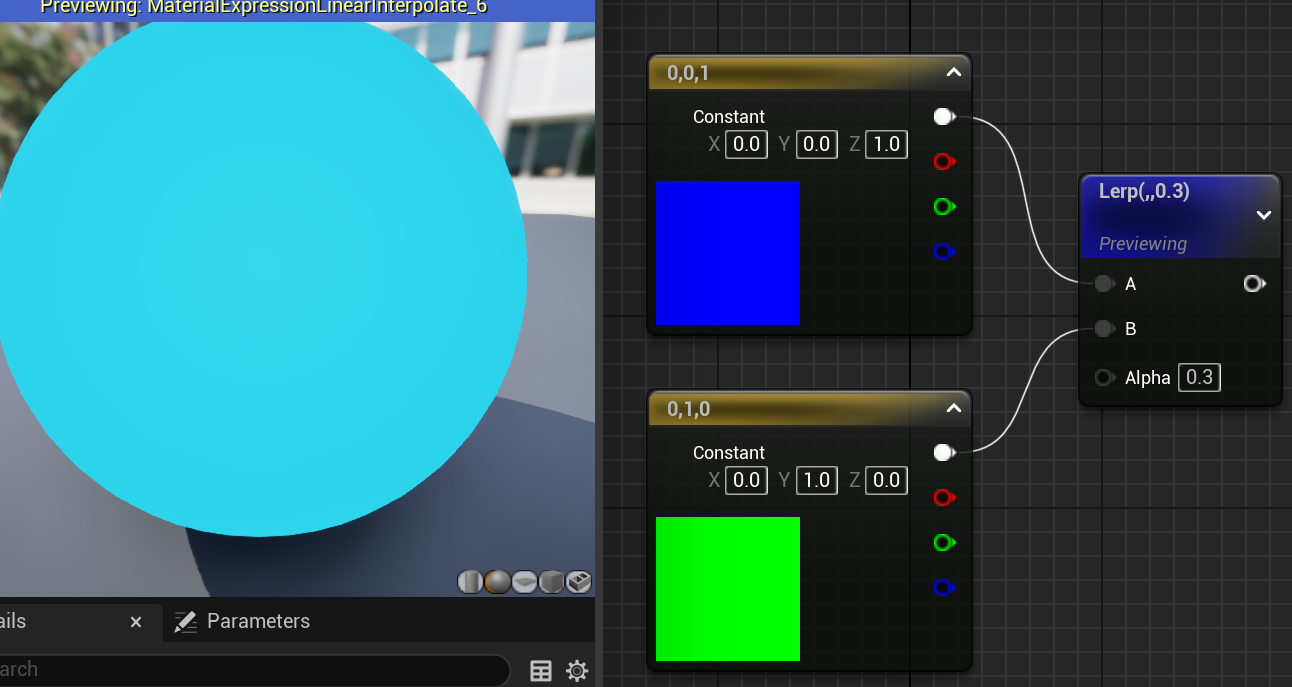 Previewing: MaterialExpressionLinearInterpolate_6
0,0,1
Constant
X 0.0 Y 0.0 Z 1.0
Lerp(,,0.3)
Previewing
A
B
Alpha 0.3
0,1,0
Constant
X 0.0 Y 1.0 Z 0.0
ails
Parameters
arch